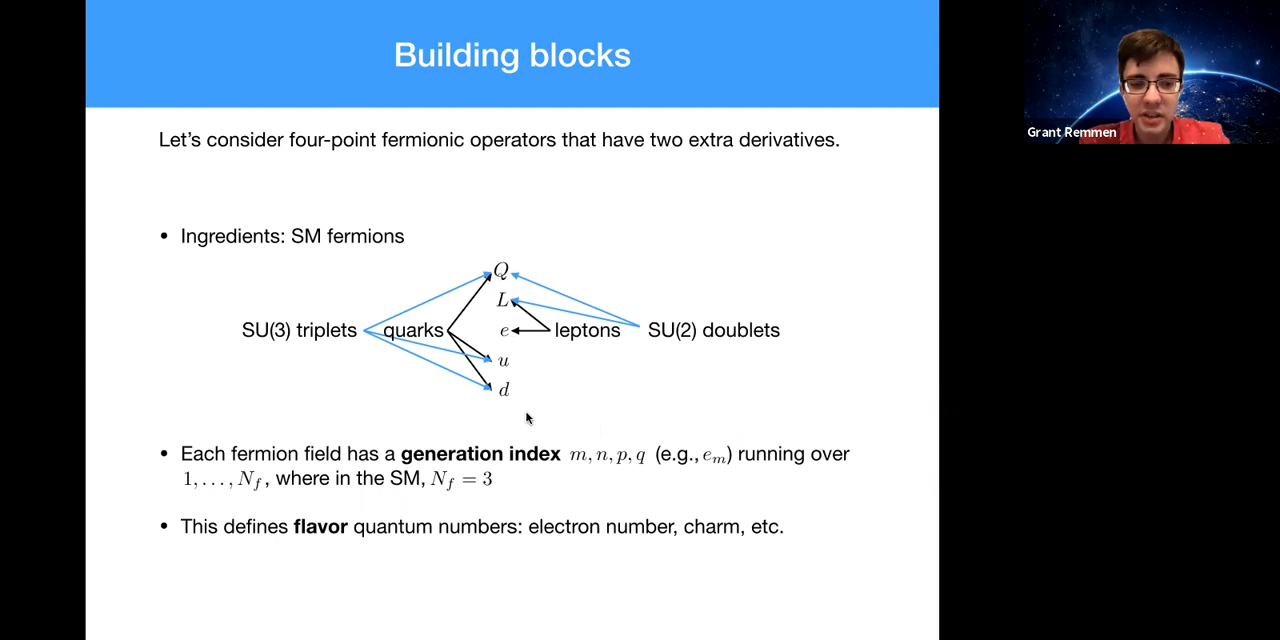 Building blocks
Grant Remmen
Let's consider four-point fermionic operators that have two extra derivatives.
• Ingredients: SM fermions
Q
L
SU(3) triplets quarks e leptons SU(2) doublets
u
d
• Each fermion field has a generation index m, n, p, q (e.g., e_m) running over
1, . . . , N_f, where in the SM, N_f = 3
• This defines flavor quantum numbers: electron number, charm, etc.